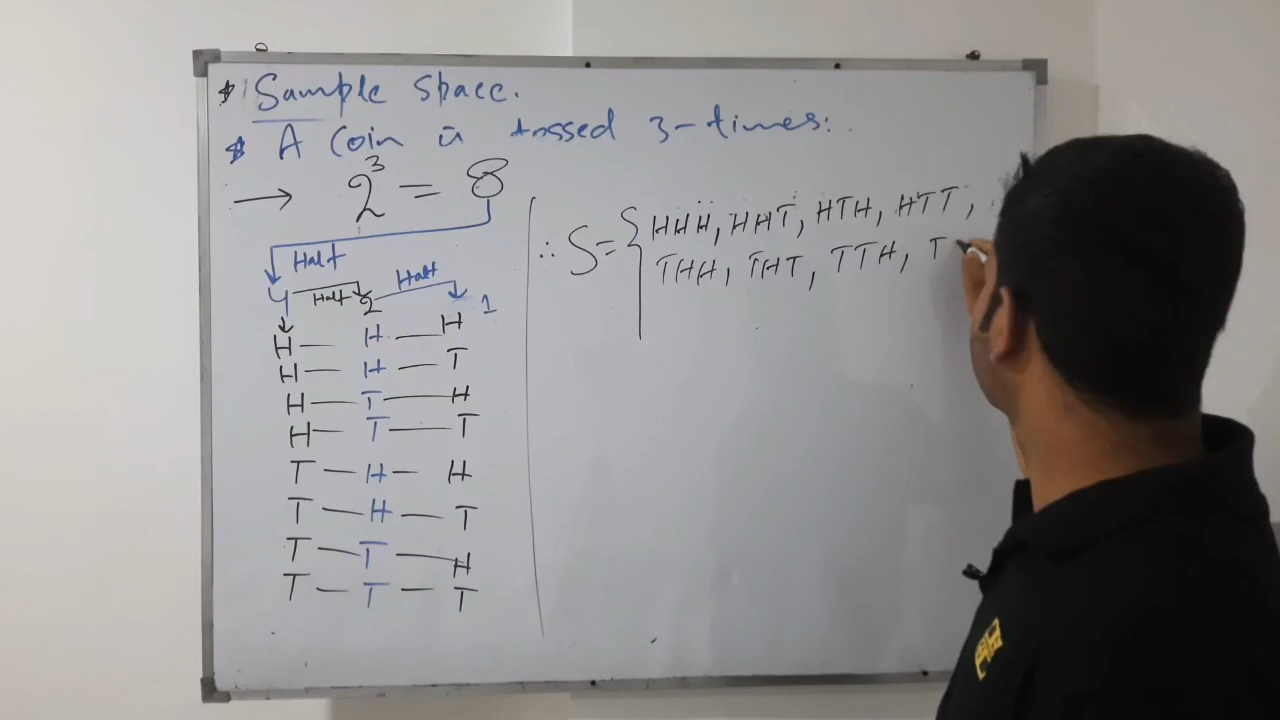 * Sample space.
* A Coin is tossed 3-times:
→ 2³ = 8
Half
4 Half 2 Half 1
H — H — H
H — H — T
H — T — H
H — T — T
T — H — H
T — H — T
T — T — H
T — T — T
∴ S = { HHH, HHT, HTH, HTT,
THH, THT, TTH, T